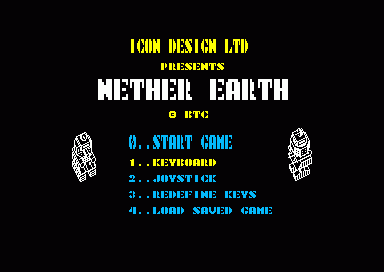 ICON DESIGN LTD
PRESENTS
NETHER EARTH
© RTC
0..START GAME
1..KEYBOARD
2..JOYSTICK
3..REDEFINE KEYS
4..LOAD SAVED GAME